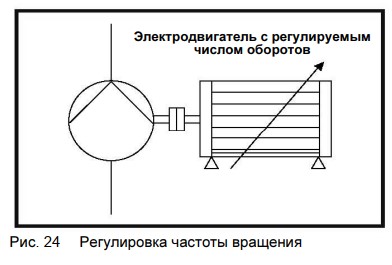 Электродвигатель с регулируемым
числом оборотов
Рис. 24 Регулировка частоты вращения